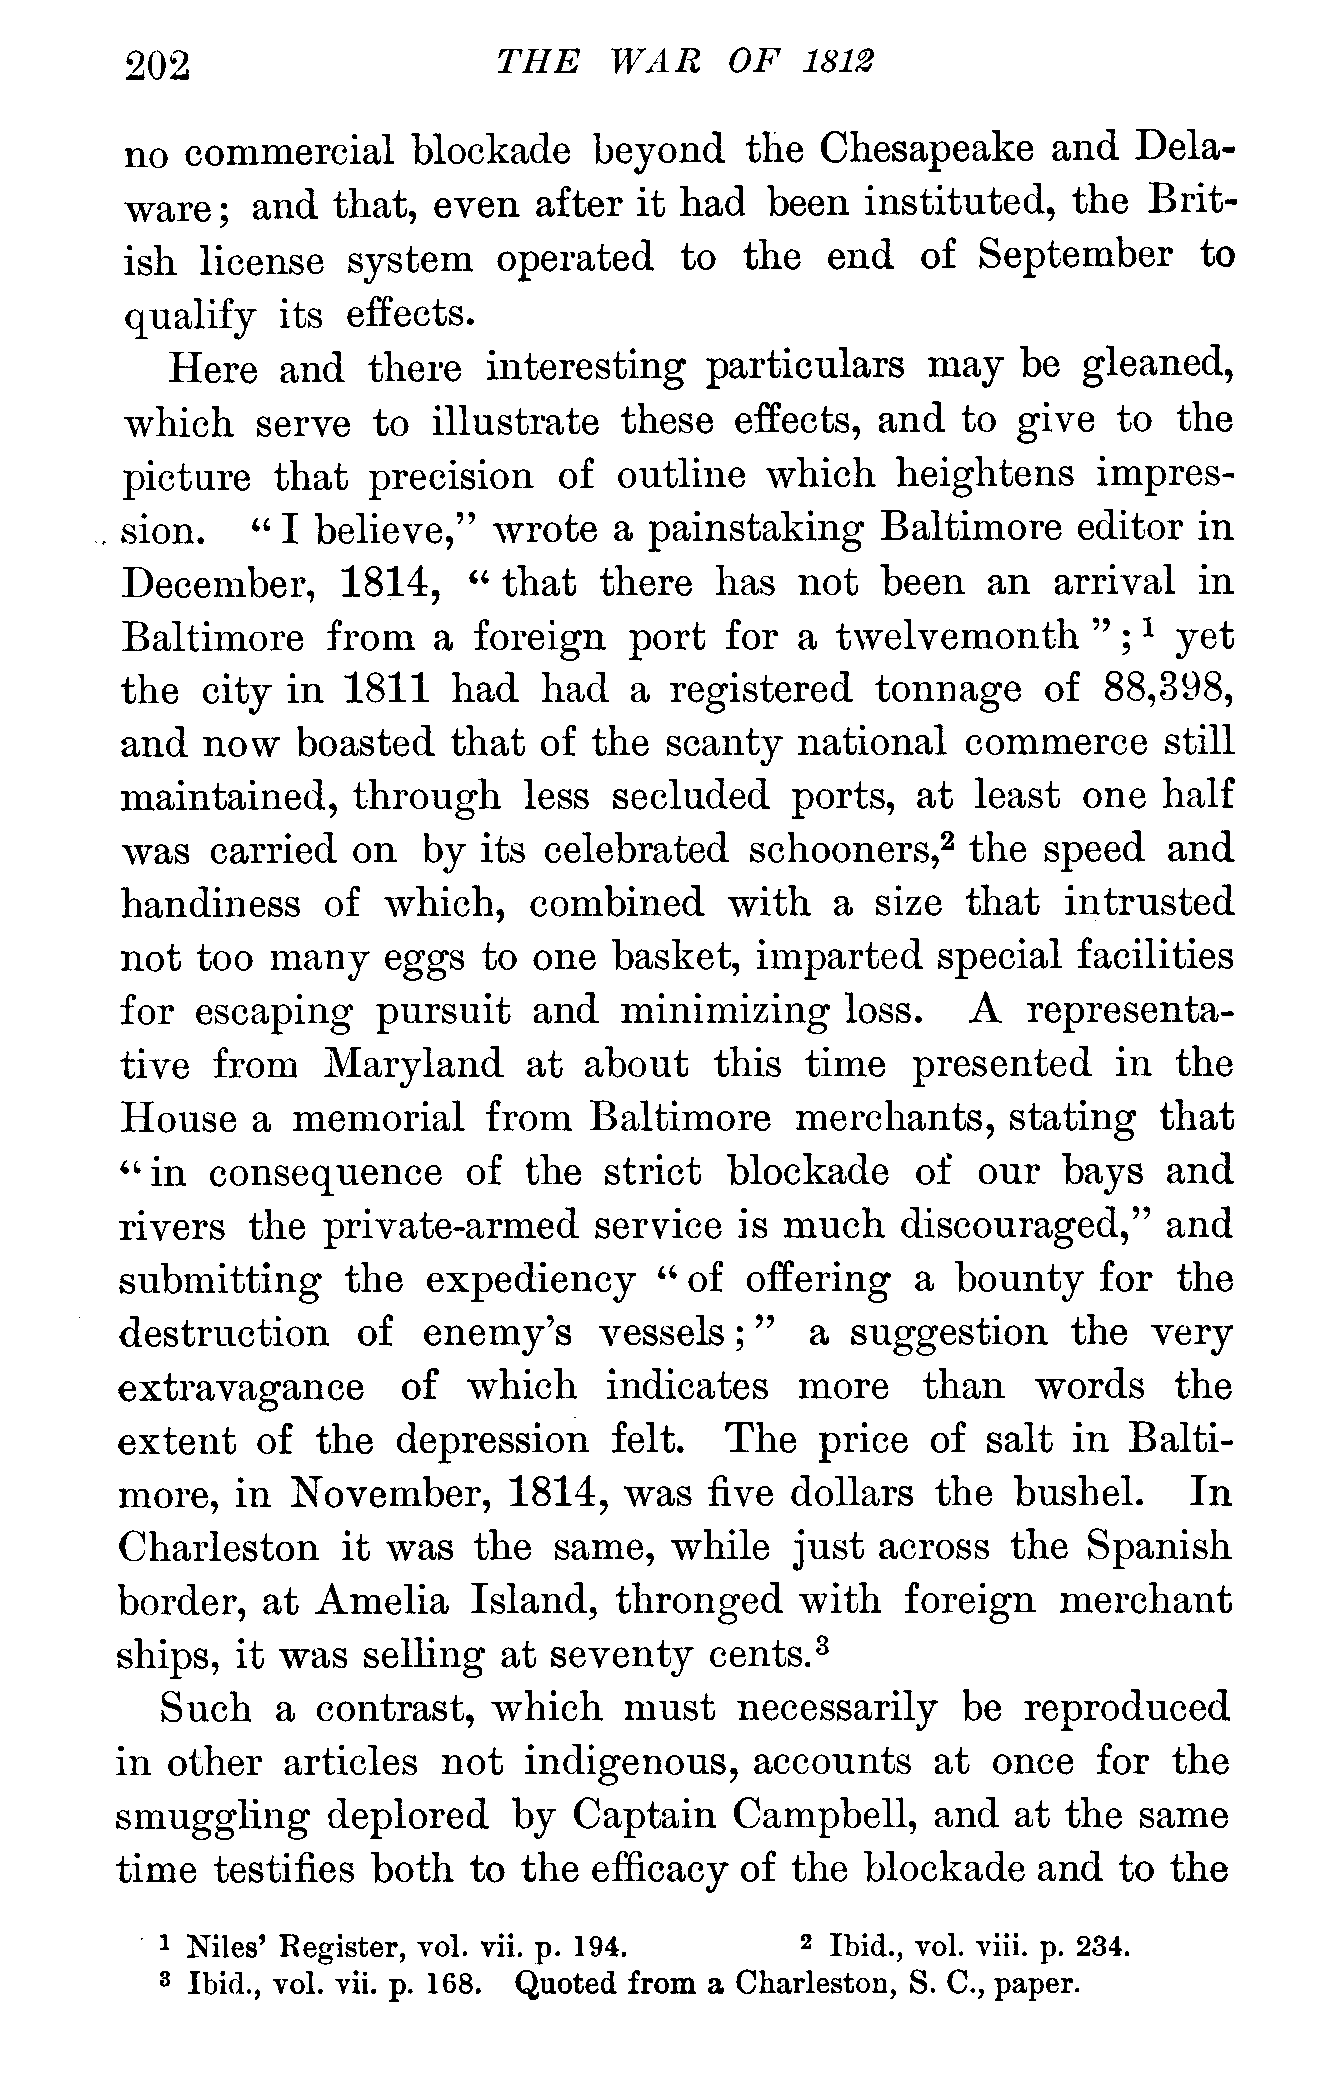 202 THE WAR OF 1812
no commercial blockade beyond the Chesapeake and Dela-
ware; and that, even after it had been instituted, the Brit-
ish license system operated to the end of September to
qualify its effects.
Here and there interesting particulars may be gleaned,
which serve to illustrate these effects, and to give to the
picture that precision of outline which heightens impres-
sion. “I believe,” wrote a painstaking Baltimore editor in
December, 1814, “that there has not been an arrival in
Baltimore from a foreign port for a twelvemonth”;¹ yet
the city in 1811 had had a registered tonnage of 88,398,
and now boasted that of the scanty national commerce still
maintained, through less secluded ports, at least one half
was carried on by its celebrated schooners,² the speed and
handiness of which, combined with a size that intrusted
not too many eggs to one basket, imparted special facilities
for escaping pursuit and minimizing loss. A representa-
tive from Maryland at about this time presented in the
House a memorial from Baltimore merchants, stating that
“in consequence of the strict blockade of our bays and
rivers the private-armed service is much discouraged,” and
submitting the expediency “of offering a bounty for the
destruction of enemy’s vessels;” a suggestion the very
extravagance of which indicates more than words the
extent of the depression felt. The price of salt in Balti-
more, in November, 1814, was five dollars the bushel. In
Charleston it was the same, while just across the Spanish
border, at Amelia Island, thronged with foreign merchant
ships, it was selling at seventy cents.³
Such a contrast, which must necessarily be reproduced
in other articles not indigenous, accounts at once for the
smuggling deplored by Captain Campbell, and at the same
time testifies both to the efficacy of the blockade and to the
¹ Niles’ Register, vol. vii. p. 194. ² Ibid., vol. viii. p. 234.
³ Ibid., vol. vii. p. 168. Quoted from a Charleston, S. C., paper.